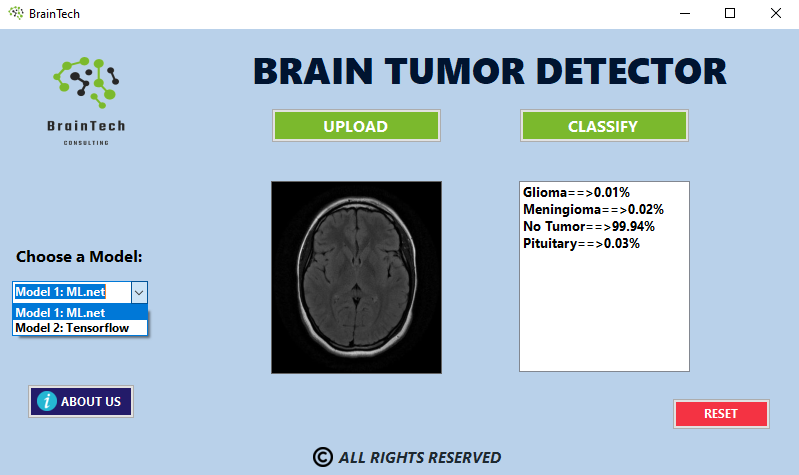 BrainTech
BRAIN TUMOR DETECTOR
BrainTech
CONSULTING
UPLOAD
CLASSIFY
Glioma==>0.01%
Meningioma==>0.02%
No Tumor==>99.94%
Pituitary==>0.03%
Choose a Model:
Model 1: ML.net
Model 1: ML.net
Model 2: Tensorflow
i ABOUT US
RESET
© ALL RIGHTS RESERVED